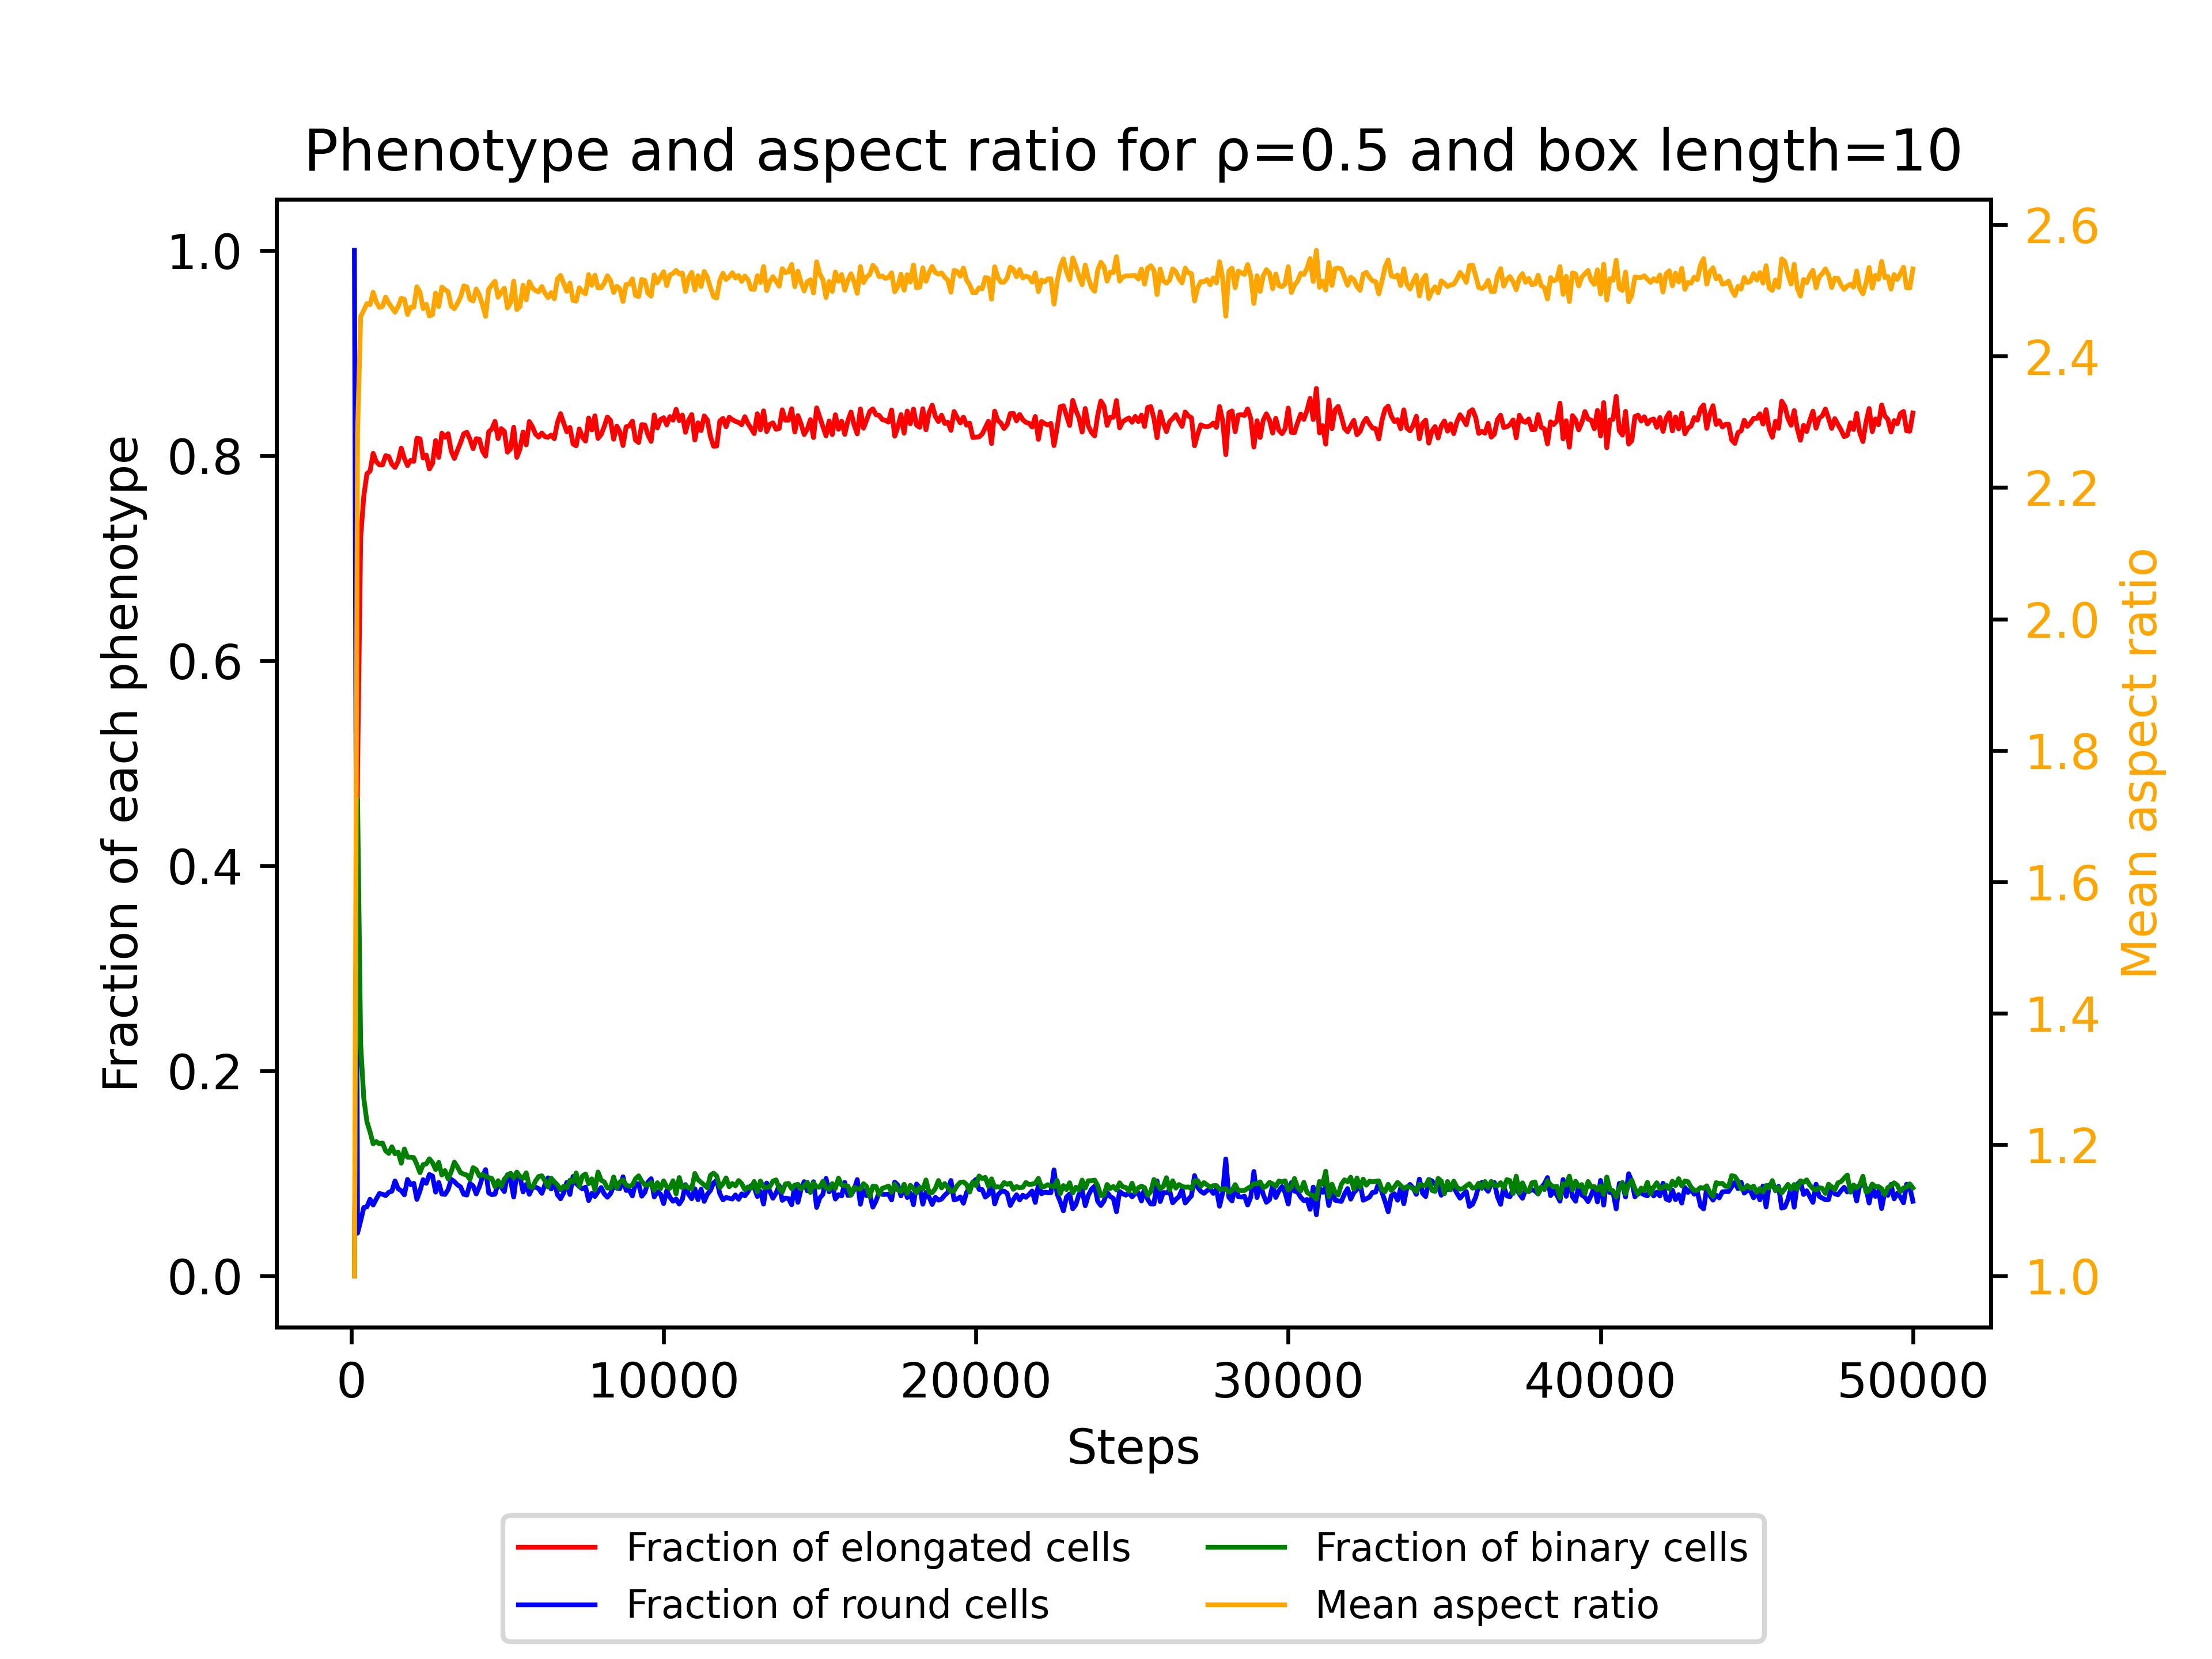 Phenotype and aspect ratio for ρ=0.5 and box length=10
Fraction of each phenotype
1.0
0.8
0.6
0.4
0.2
0.0
2.6
2.4
2.2
2.0
1.8
1.6
1.4
1.2
1.0
Mean aspect ratio
0 10000 20000 30000 40000 50000
Steps
Fraction of elongated cells
Fraction of round cells
Fraction of binary cells
Mean aspect ratio